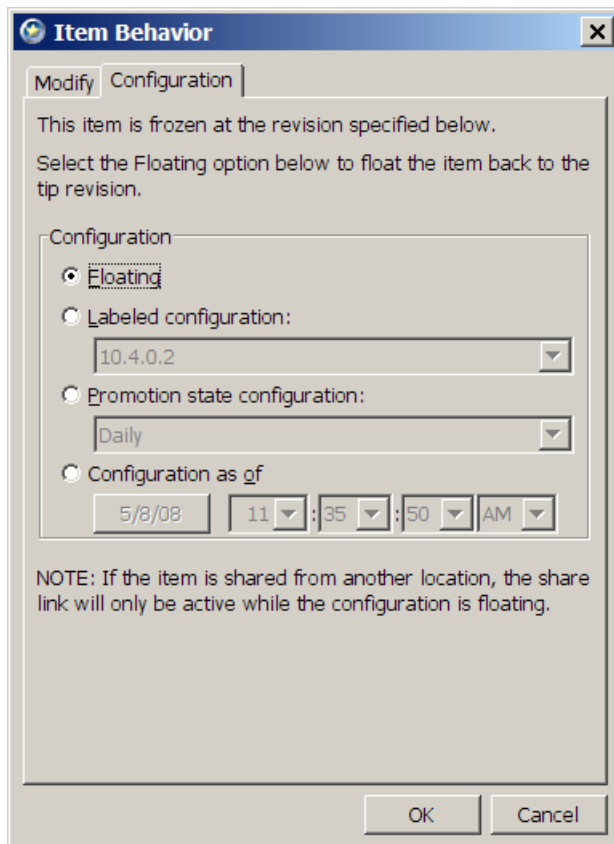 Item Behavior
Modify Configuration
This item is frozen at the revision specified below.
Select the Floating option below to float the item back to the
tip revision.
Configuration
Floating
Labeled configuration:
10.4.0.2
Promotion state configuration:
Daily
Configuration as of
5/8/08 11 : 35 : 50 AM
NOTE: If the item is shared from another location, the share
link will only be active while the configuration is floating.
OK Cancel